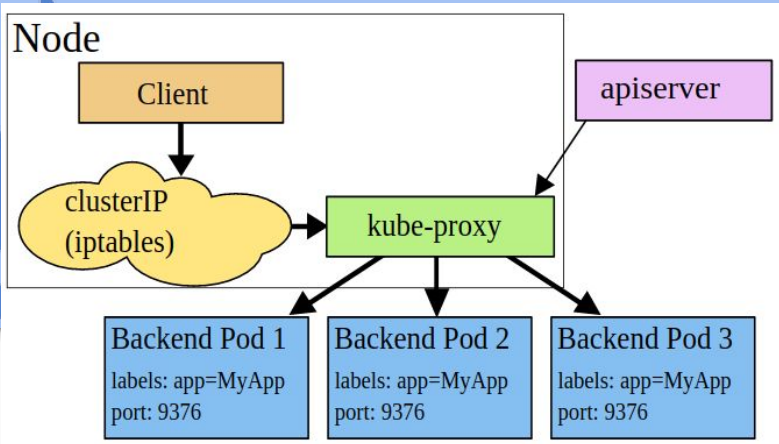 Node
Client
apiserver
clusterIP
(iptables)
kube-proxy
Backend Pod 1
labels: app=MyApp
port: 9376
Backend Pod 2
labels: app=MyApp
port: 9376
Backend Pod 3
labels: app=MyApp
port: 9376